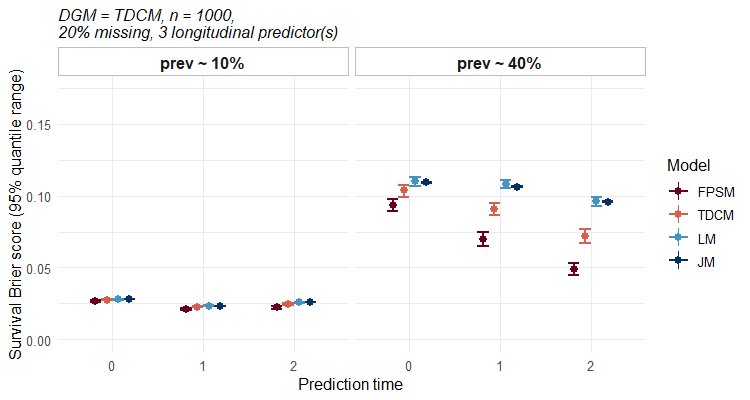 DGM = TDCM, n = 1000,
20% missing, 3 longitudinal predictor(s)
prev ~ 10%
prev ~ 40%
Survival Brier score (95% quantile range)
0.15
0.10
0.05
0.00
0 1 2
0 1 2
Prediction time
Model
FPSM
TDCM
LM
JM